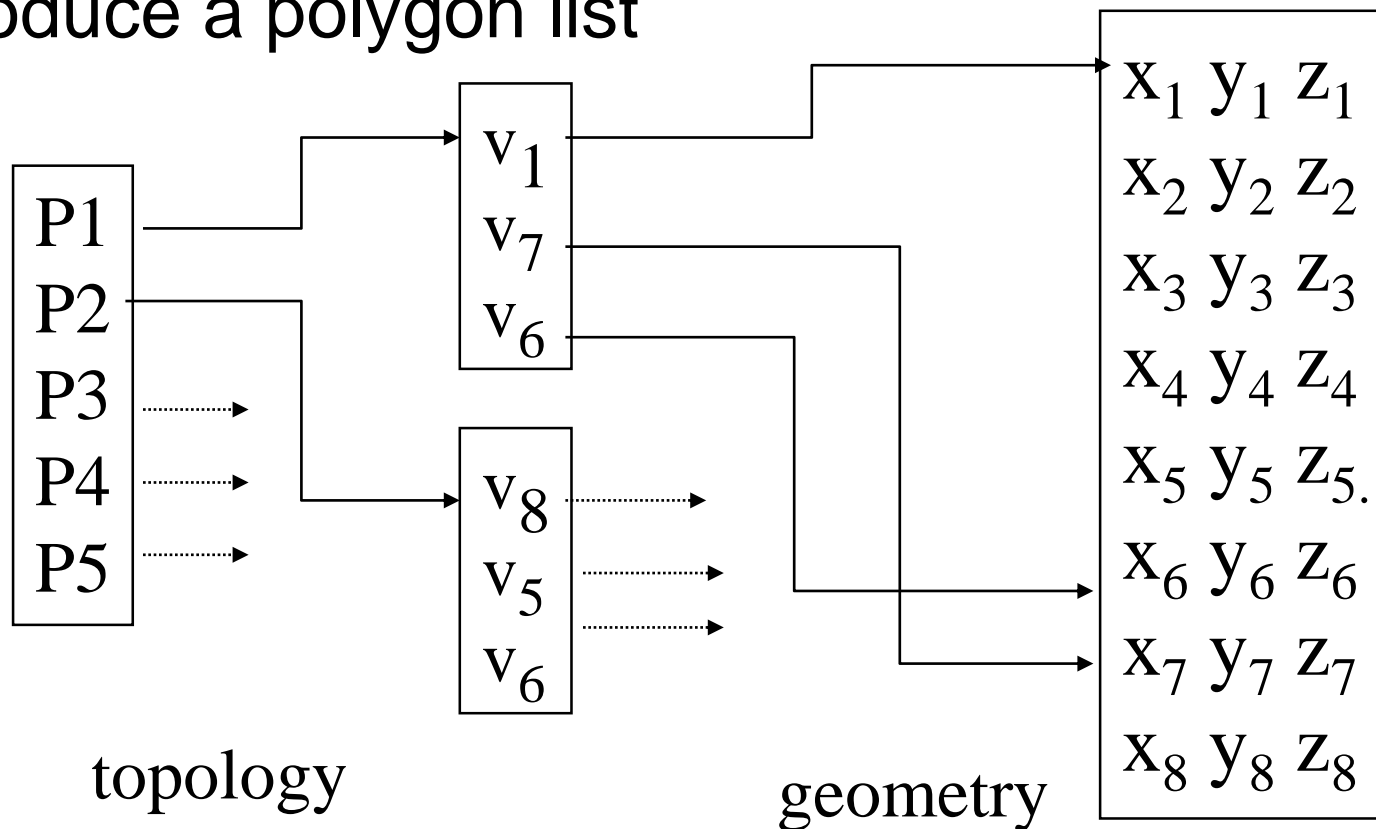 oduce a polygon list
P1
P2
P3
P4
P5
v₁
v₇
v₆
v₈
v₅
v₆
x₁ y₁ z₁
x₂ y₂ z₂
x₃ y₃ z₃
x₄ y₄ z₄
x₅ y₅ z₅.
x₆ y₆ z₆
x₇ y₇ z₇
x₈ y₈ z₈
topology
geometry